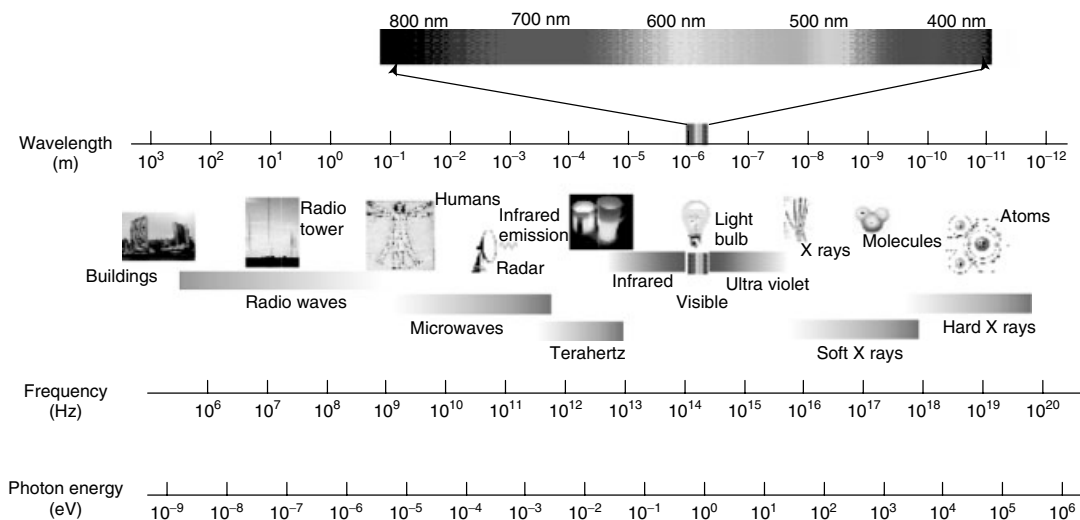 800 nm 700 nm 600 nm 500 nm 400 nm
Wavelength
(m)
10³ 10² 10¹ 10⁰ 10⁻¹ 10⁻² 10⁻³ 10⁻⁴ 10⁻⁵ 10⁻⁶ 10⁻⁷ 10⁻⁸ 10⁻⁹ 10⁻¹⁰ 10⁻¹¹ 10⁻¹²
Buildings
Radio
tower
Humans
Infrared
emission
Radar
Light
bulb
X rays
Molecules
Atoms
Radio waves
Microwaves
Terahertz
Infrared
Visible
Ultra violet
Soft X rays
Hard X rays
Frequency
(Hz)
10⁶ 10⁷ 10⁸ 10⁹ 10¹⁰ 10¹¹ 10¹² 10¹³ 10¹⁴ 10¹⁵ 10¹⁶ 10¹⁷ 10¹⁸ 10¹⁹ 10²⁰
Photon energy
(eV)
10⁻⁹ 10⁻⁸ 10⁻⁷ 10⁻⁶ 10⁻⁵ 10⁻⁴ 10⁻³ 10⁻² 10⁻¹ 10⁰ 10¹ 10² 10³ 10⁴ 10⁵ 10⁶